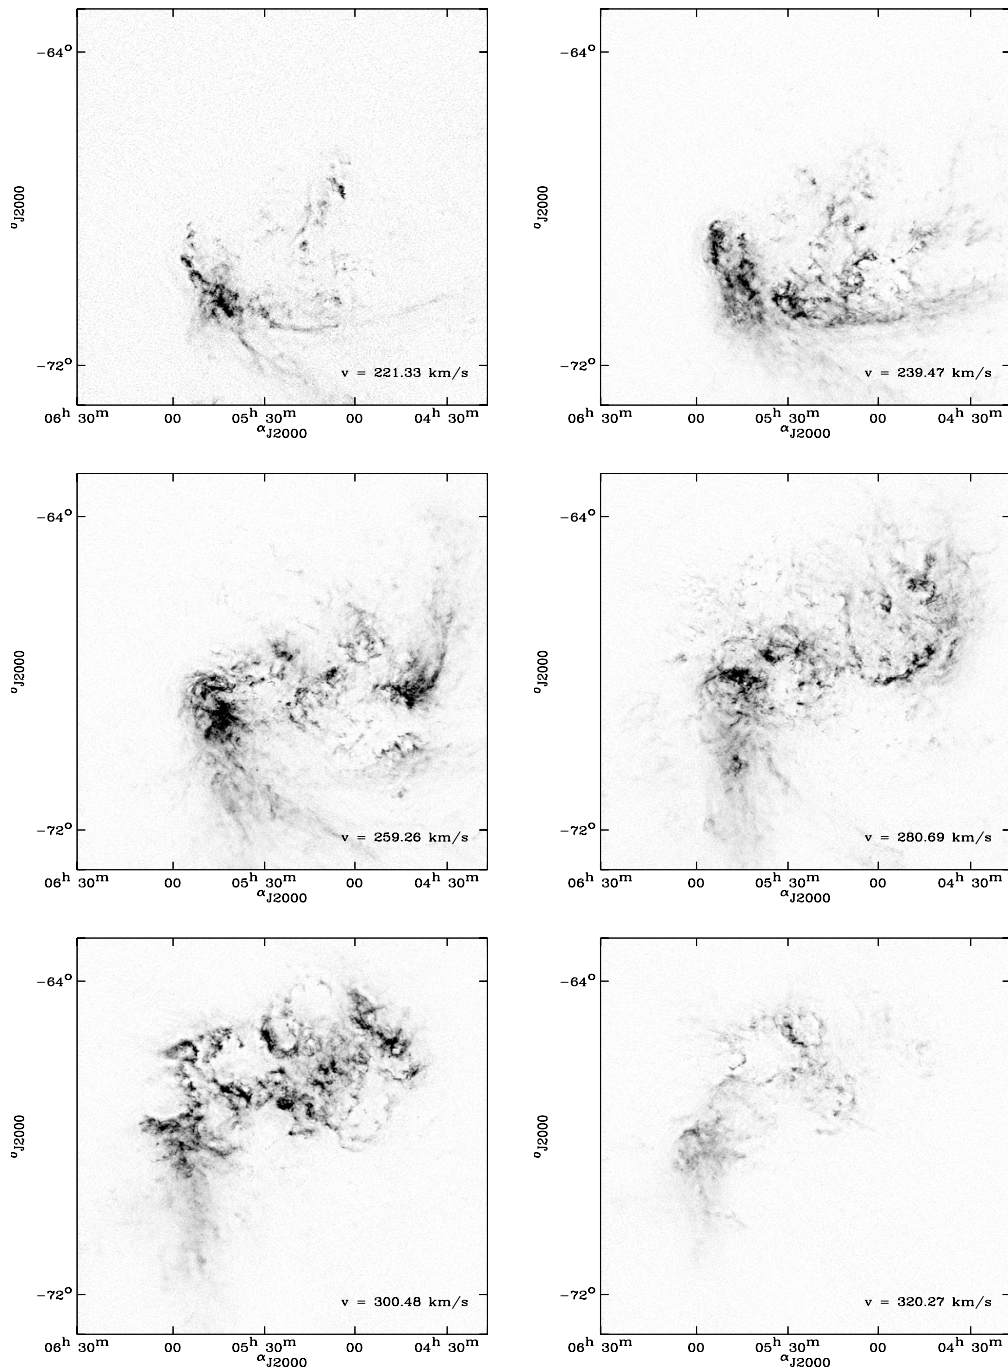 −64°
δJ2000
−72°
v = 221.33 km/s
06h 30m 00 05h 30m 00 04h 30m
αJ2000
−64°
δJ2000
−72°
v = 239.47 km/s
06h 30m 00 05h 30m 00 04h 30m
αJ2000
−64°
δJ2000
−72°
v = 259.26 km/s
06h 30m 00 05h 30m 00 04h 30m
αJ2000
−64°
δJ2000
−72°
v = 280.69 km/s
06h 30m 00 05h 30m 00 04h 30m
αJ2000
−64°
δJ2000
−72°
v = 300.48 km/s
06h 30m 00 05h 30m 00 04h 30m
αJ2000
−64°
δJ2000
−72°
v = 320.27 km/s
06h 30m 00 05h 30m 00 04h 30m
αJ2000